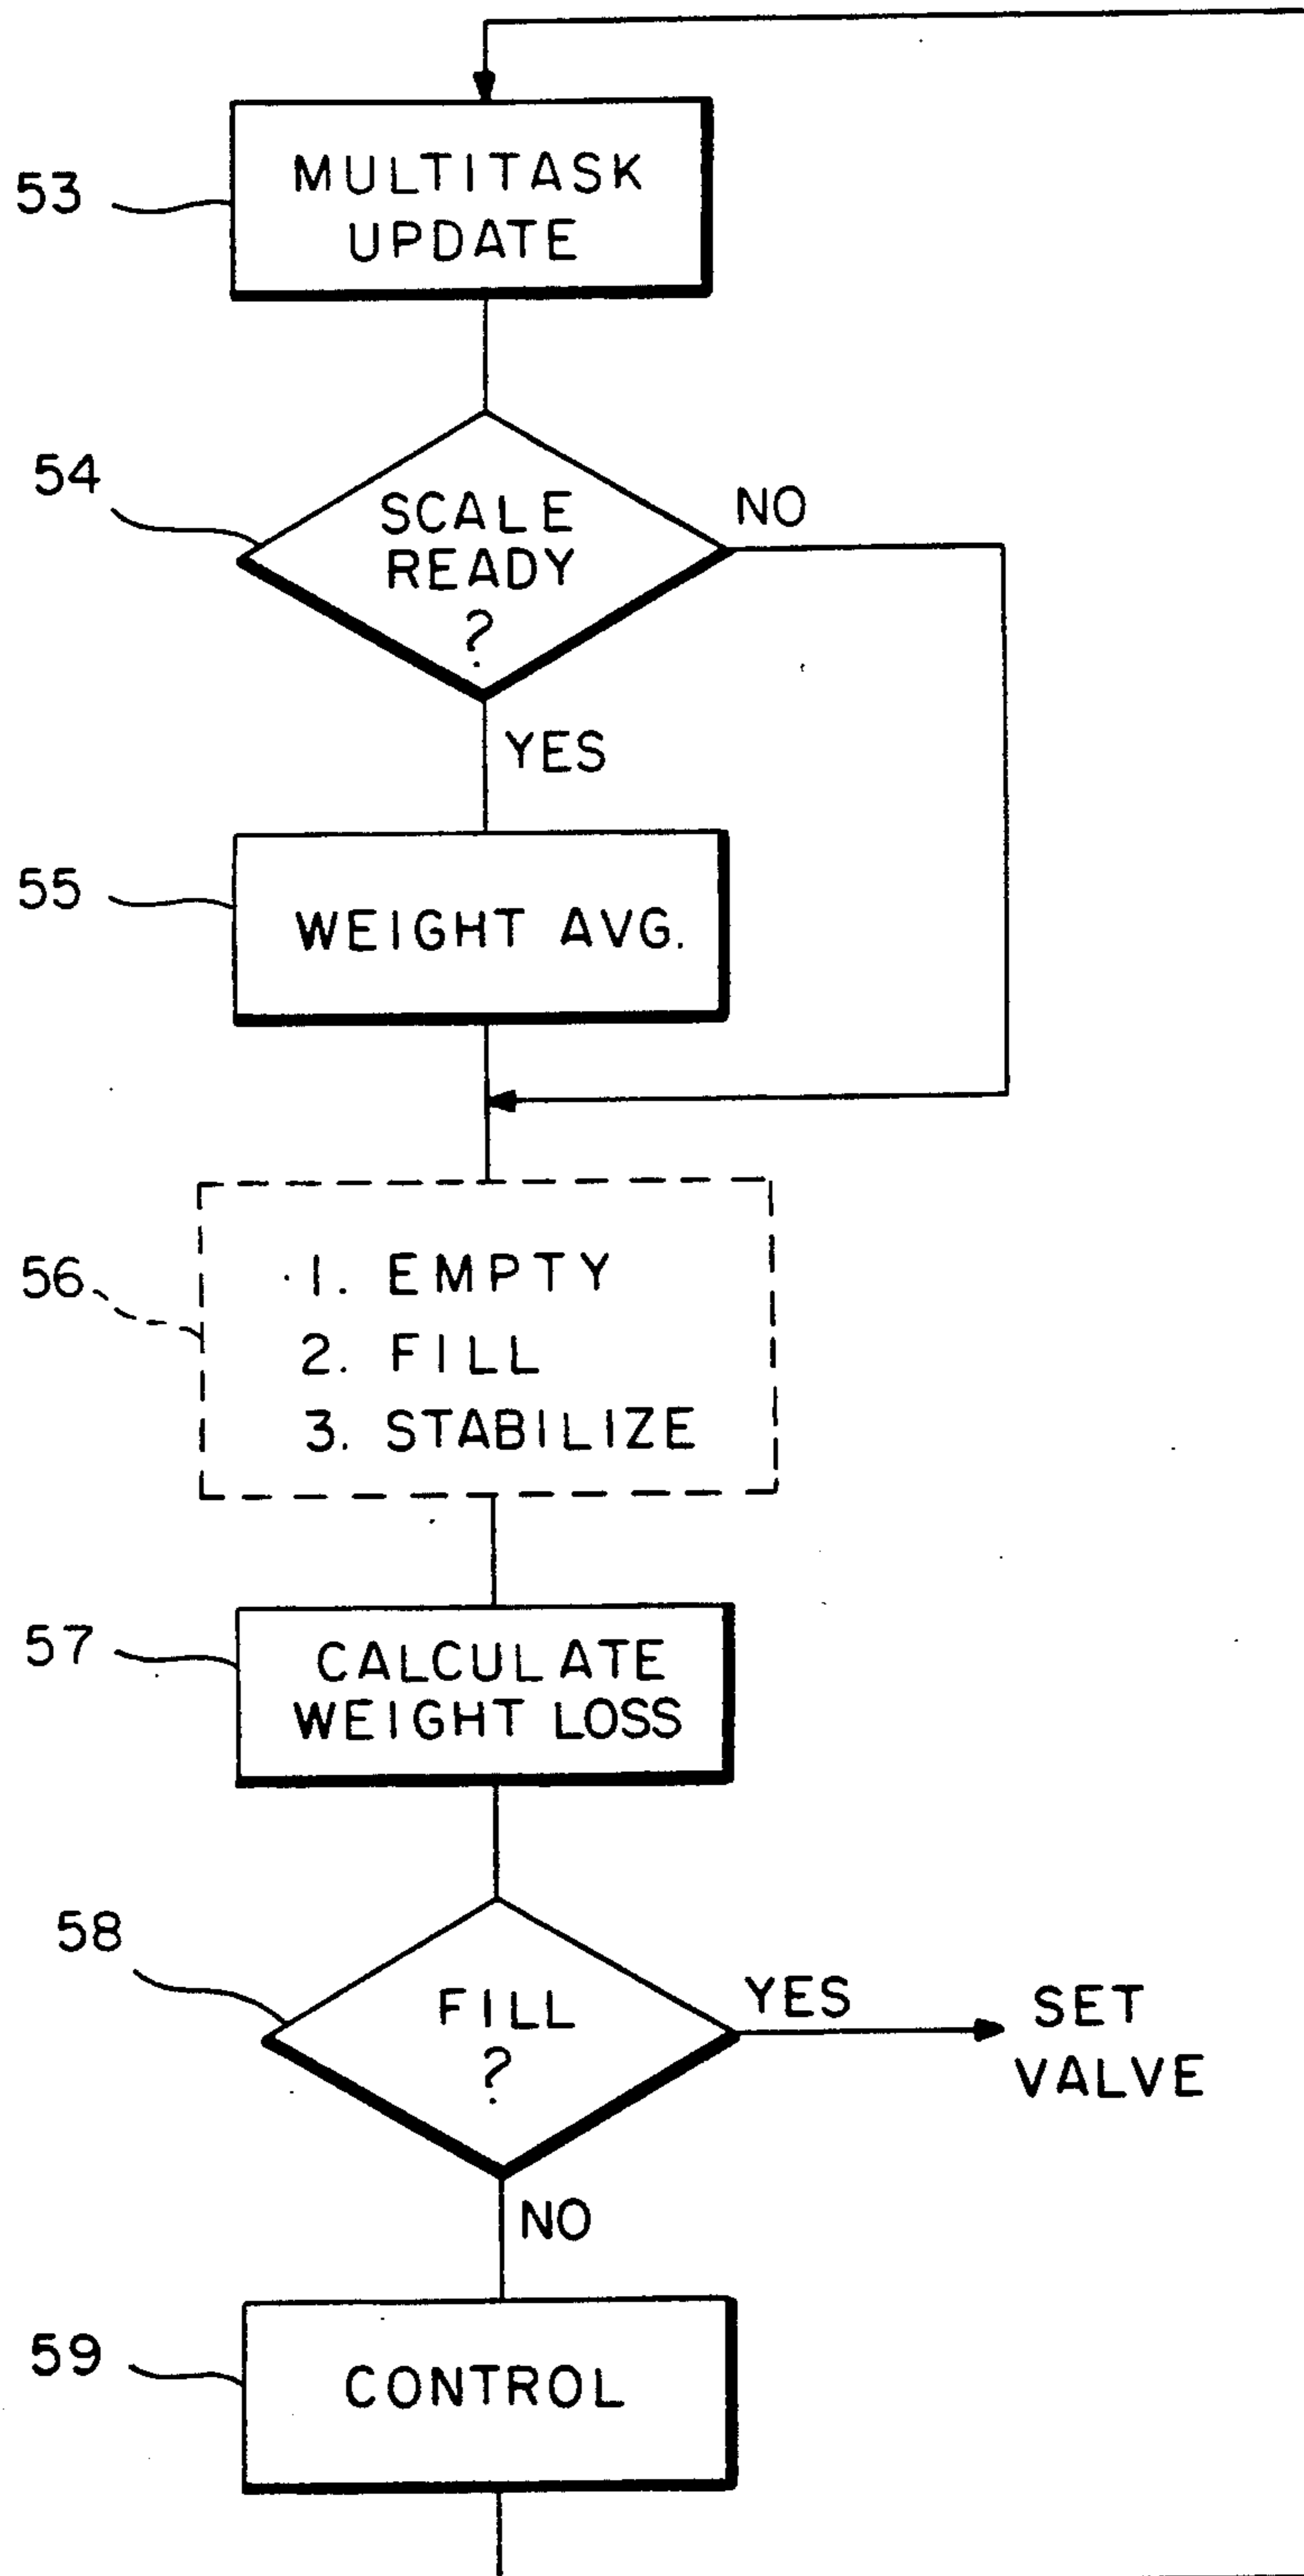 53
MULTITASK
UPDATE
54
SCALE
READY
?
NO
YES
55
WEIGHT AVG.
56
1. EMPTY
2. FILL
3. STABILIZE
57
CALCULATE
WEIGHT LOSS
58
FILL
?
YES
SET
VALVE
NO
59
CONTROL